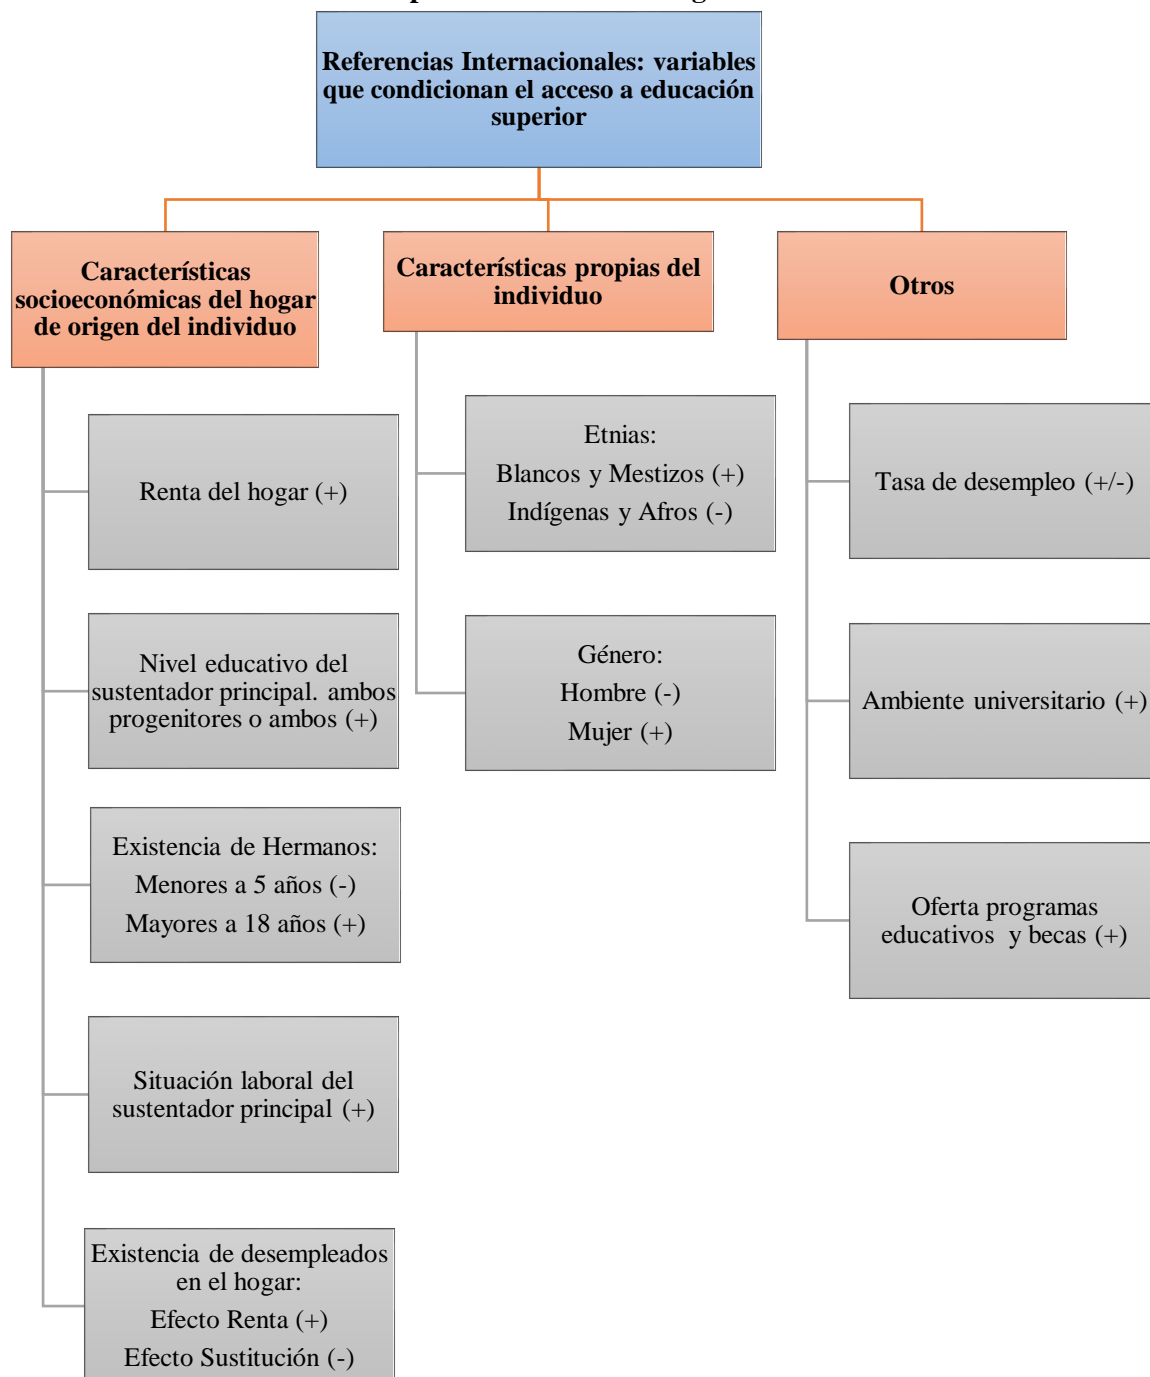 Referencias Internacionales: variables
que condicionan el acceso a educación
superior
Características
socioeconómicas del hogar
de origen del individuo
Renta del hogar (+)
Nivel educativo del
sustentador principal. ambos
progenitores o ambos (+)
Existencia de Hermanos:
Menores a 5 años (-)
Mayores a 18 años (+)
Situación laboral del
sustentador principal (+)
Existencia de desempleados
en el hogar:
Efecto Renta (+)
Efecto Sustitución (-)
Características propias del
individuo
Etnias:
Blancos y Mestizos (+)
Indígenas y Afros (-)
Género:
Hombre (-)
Mujer (+)
Otros
Tasa de desempleo (+/-)
Ambiente universitario (+)
Oferta programas
educativos y becas (+)